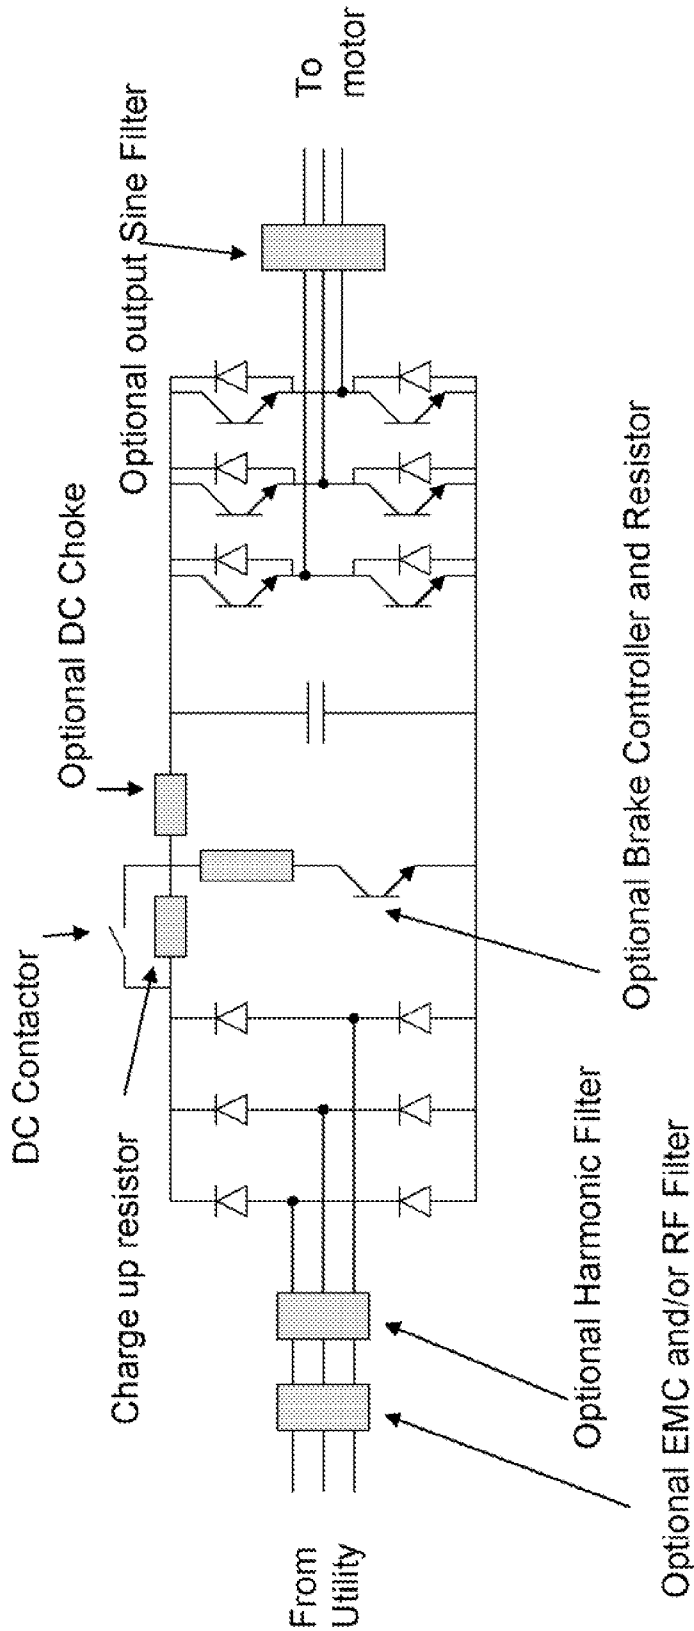 DC Contactor
Optional DC Choke
Optional output Sine Filter
Charge up resistor
To
motor
From
Utility
Optional Harmonic Filter
Optional Brake Controller and Resistor
Optional EMC and/or RF Filter